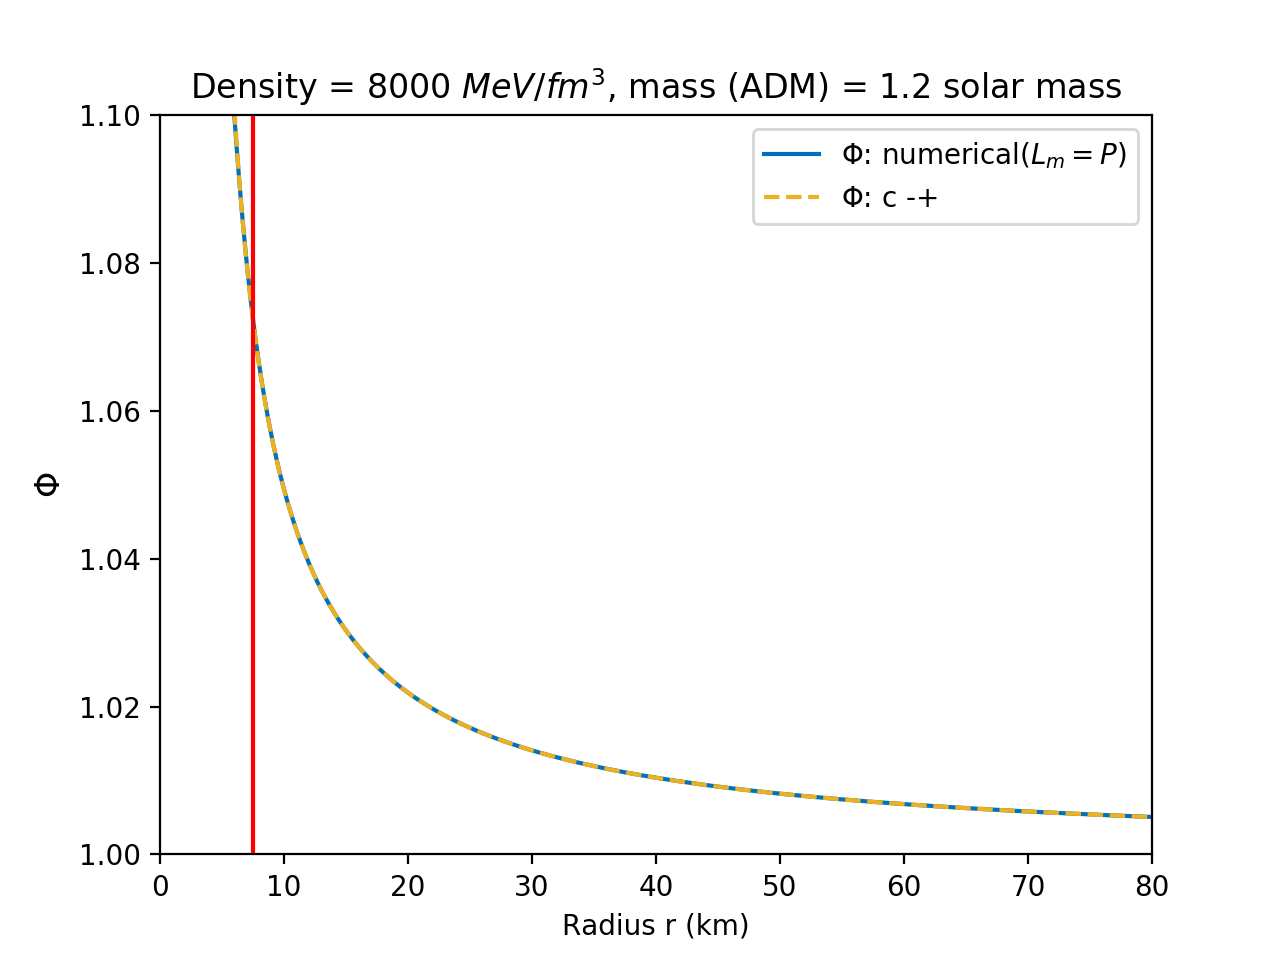 Density = 8000 MeV/fm³, mass (ADM) = 1.2 solar mass
1.10
1.08
1.06
1.04
1.02
1.00
Φ
Φ: numerical(Lₘ = P)
Φ: c -+
0 10 20 30 40 50 60 70 80
Radius r (km)